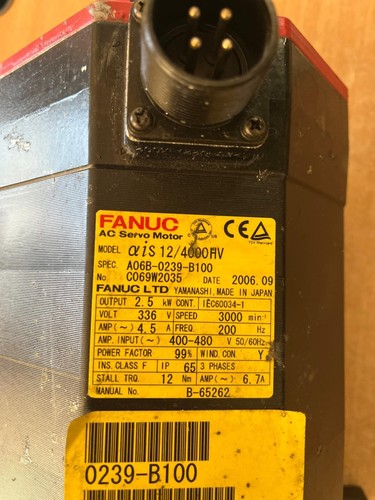 FANUC
AC Servo Motor
MODEL αiS 12/4000HV
SPEC. A06B-0239-B100
No. C069W2035 DATE 2006.09
FANUC LTD YAMANASHI, MADE IN JAPAN
OUTPUT 2.5 kW CONT. IEC60034-1
VOLT 336 V SPEED 3000 min⁻¹
AMP(~) 4.5 A FREQ. 200 Hz
AMP. INPUT(~) 400-480 V 50/60Hz
POWER FACTOR 99% WIND. CON. Y
INS. CLASS F IP 65 3 PHASES
STALL TRQ. 12 Nm AMP(~) 6.7A
MANUAL No. B-65262
0239-B100